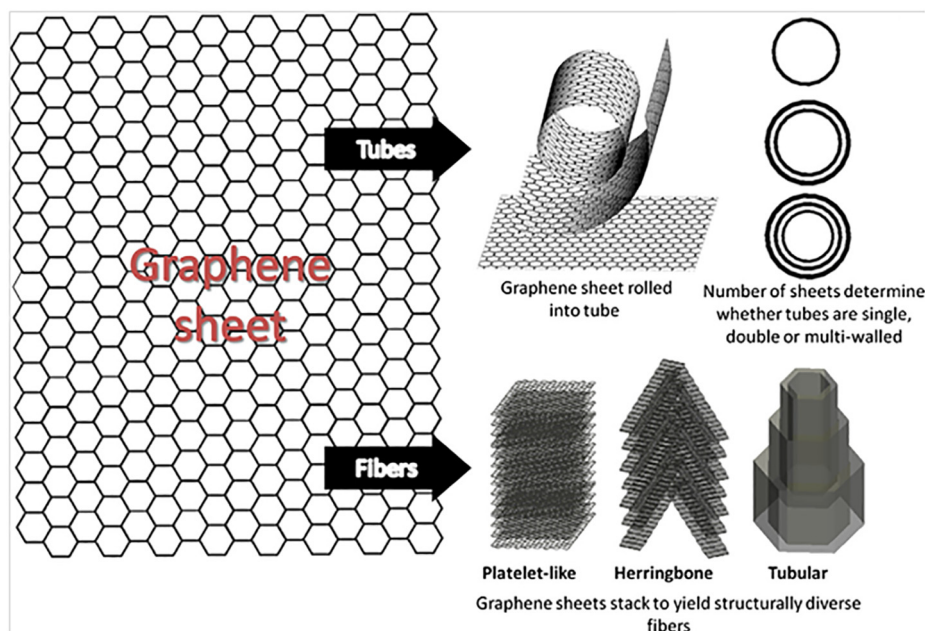 Graphene
sheet
Tubes
Graphene sheet rolled
into tube
Number of sheets determine
whether tubes are single,
double or multi-walled
Fibers
Platelet-like
Herringbone
Tubular
Graphene sheets stack to yield structurally diverse
fibers